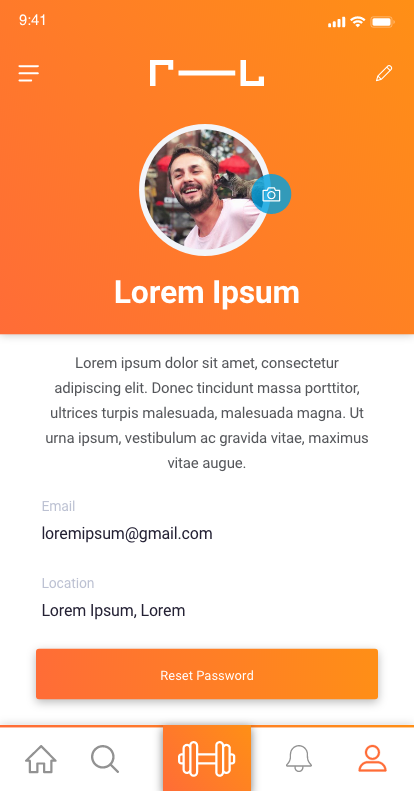 9:41
Lorem Ipsum
Lorem ipsum dolor sit amet, consectetur
adipiscing elit. Donec tincidunt massa porttitor,
ultrices turpis malesuada, malesuada magna. Ut
urna ipsum, vestibulum ac gravida vitae, maximus
vitae augue.
Email
loremipsum@gmail.com
Location
Lorem Ipsum, Lorem
Reset Password